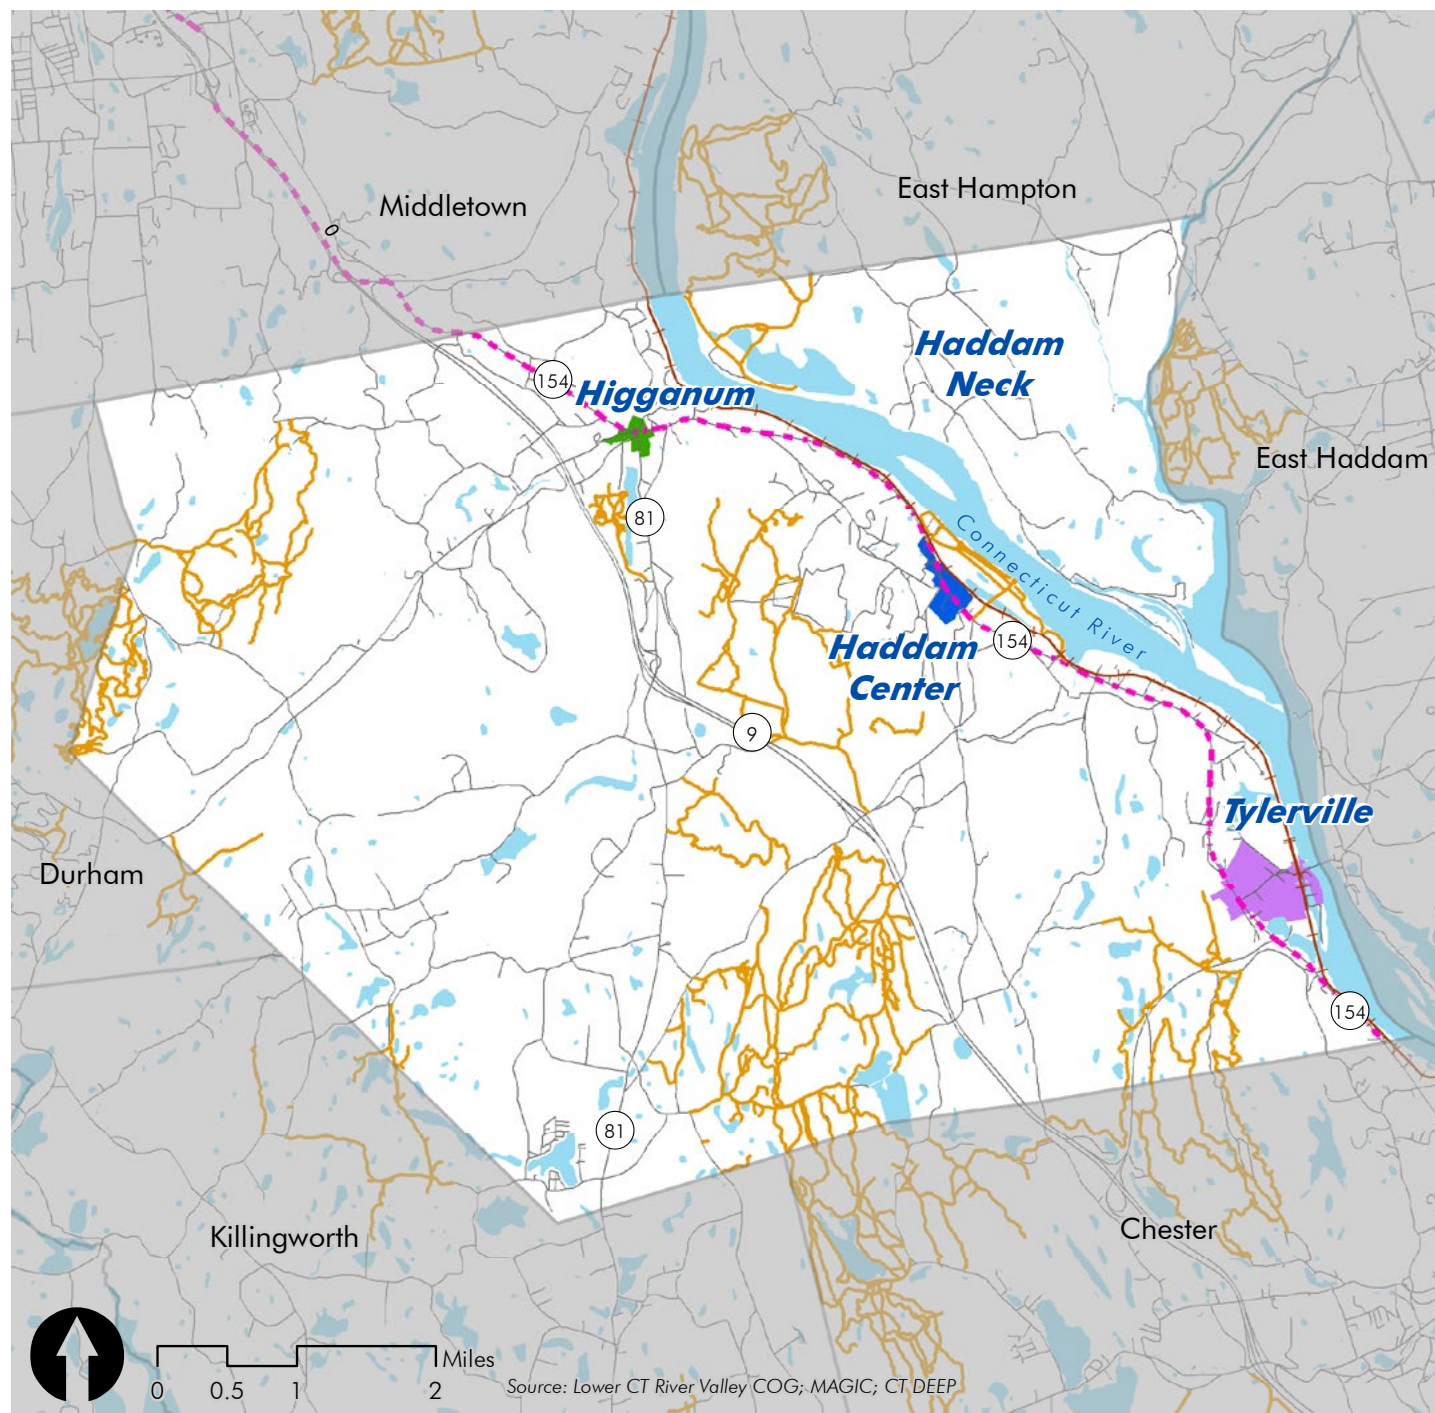 Middletown
East Hampton
0
Haddam
Neck
154
Higganum
East Haddam
81
Connecticut River
Haddam
Center
154
9
Tylerville
Durham
154
81
Killingworth
Chester
Miles
0 0.5 1 2
Source: Lower CT River Valley COG; MAGIC; CT DEEP